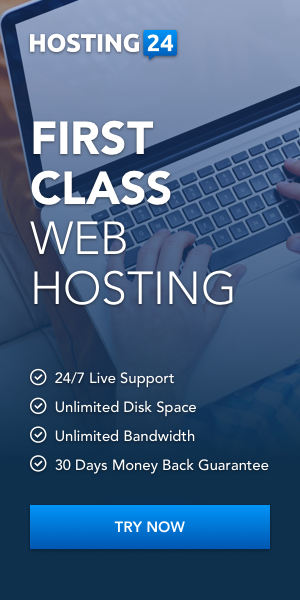 HOSTING 24
FIRST
CLASS
WEB
HOSTING
24/7 Live Support
Unlimited Disk Space
Unlimited Bandwidth
30 Days Money Back Guarantee
TRY NOW